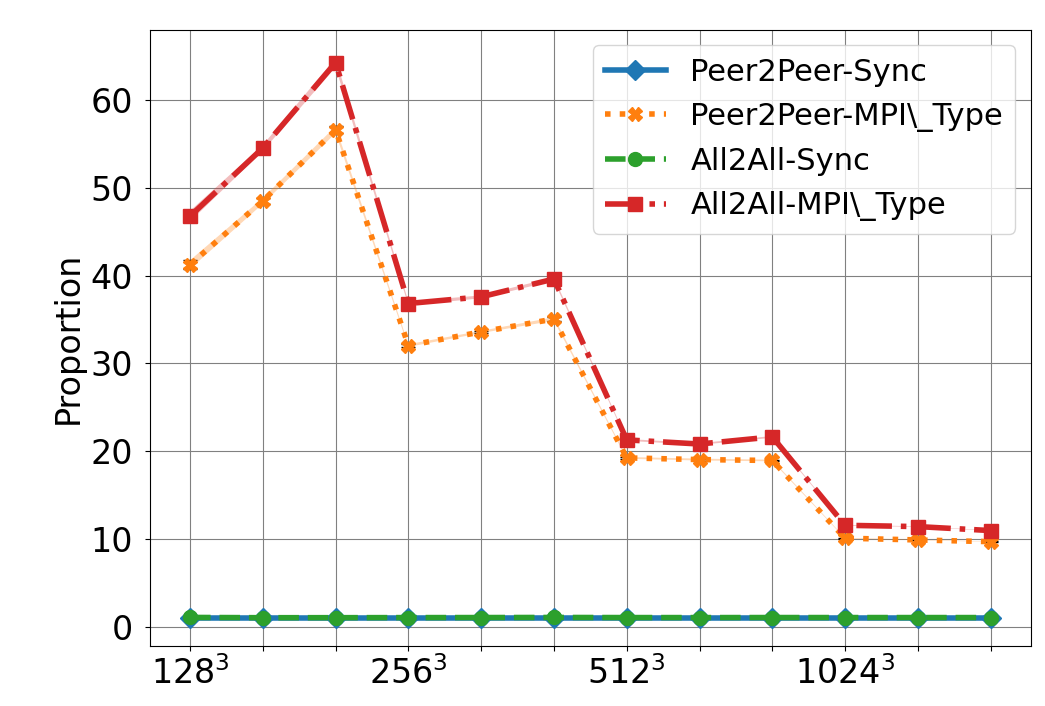 Peer2Peer-Sync
Peer2Peer-MPI\_Type
All2All-Sync
All2All-MPI\_Type
Proportion
60
50
40
30
20
10
0
128³ 256³ 512³ 1024³